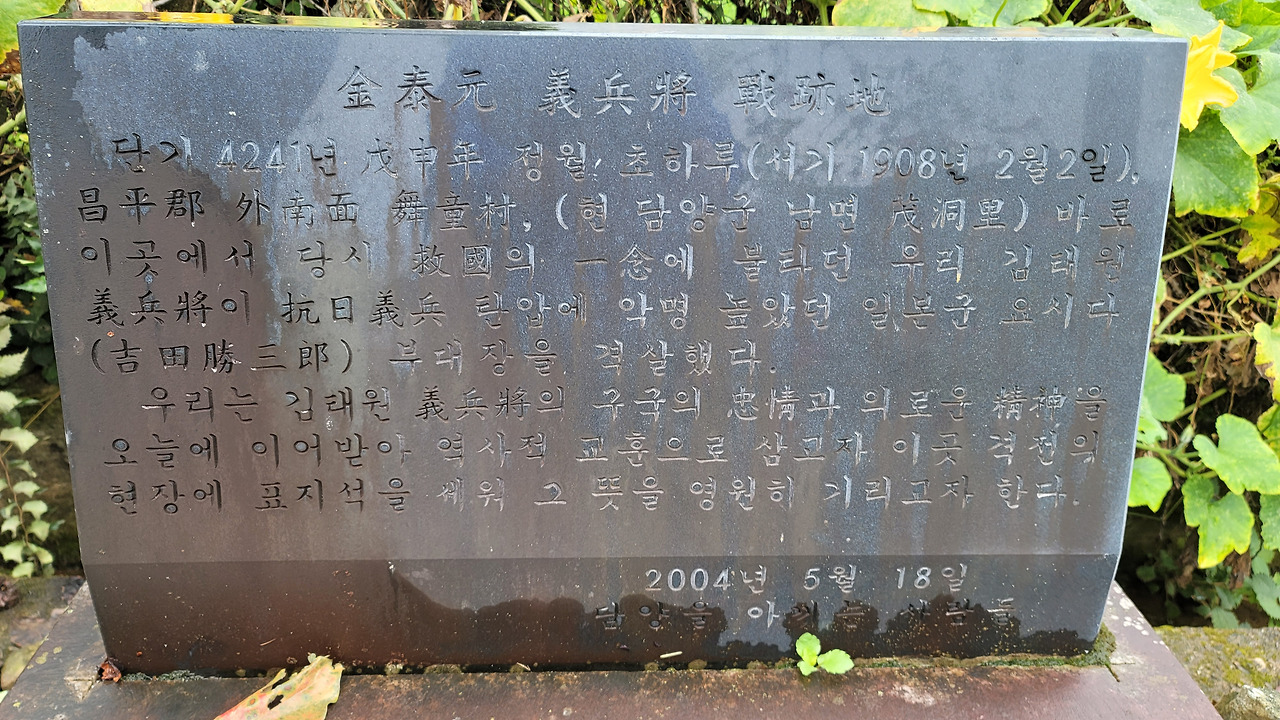 金泰元 義兵將 戰跡地
단기 4241년 戊申年 정월 초하루(서기 1908년 2월2일),
昌平郡 外南面 舞童村, (현 담양군 남면 茂洞里) 바로
이곳에서 당시 救國의 一念에 불타던 우리 김태원
義兵將이 抗日義兵 탄압에 악명 높았던 일본군 요시다
(吉田勝三郎) 부대장을 격살했다.
우리는 김태원 義兵將의 구국의 忠情과 의로운 精神을
오늘에 이어받아 역사적 교훈으로 삼고자 이곳 격전의
현장에 표지석을 세워 그 뜻을 영원히 기리고자 한다.
2004년 5월 18일
담양을 아끼는 사람들